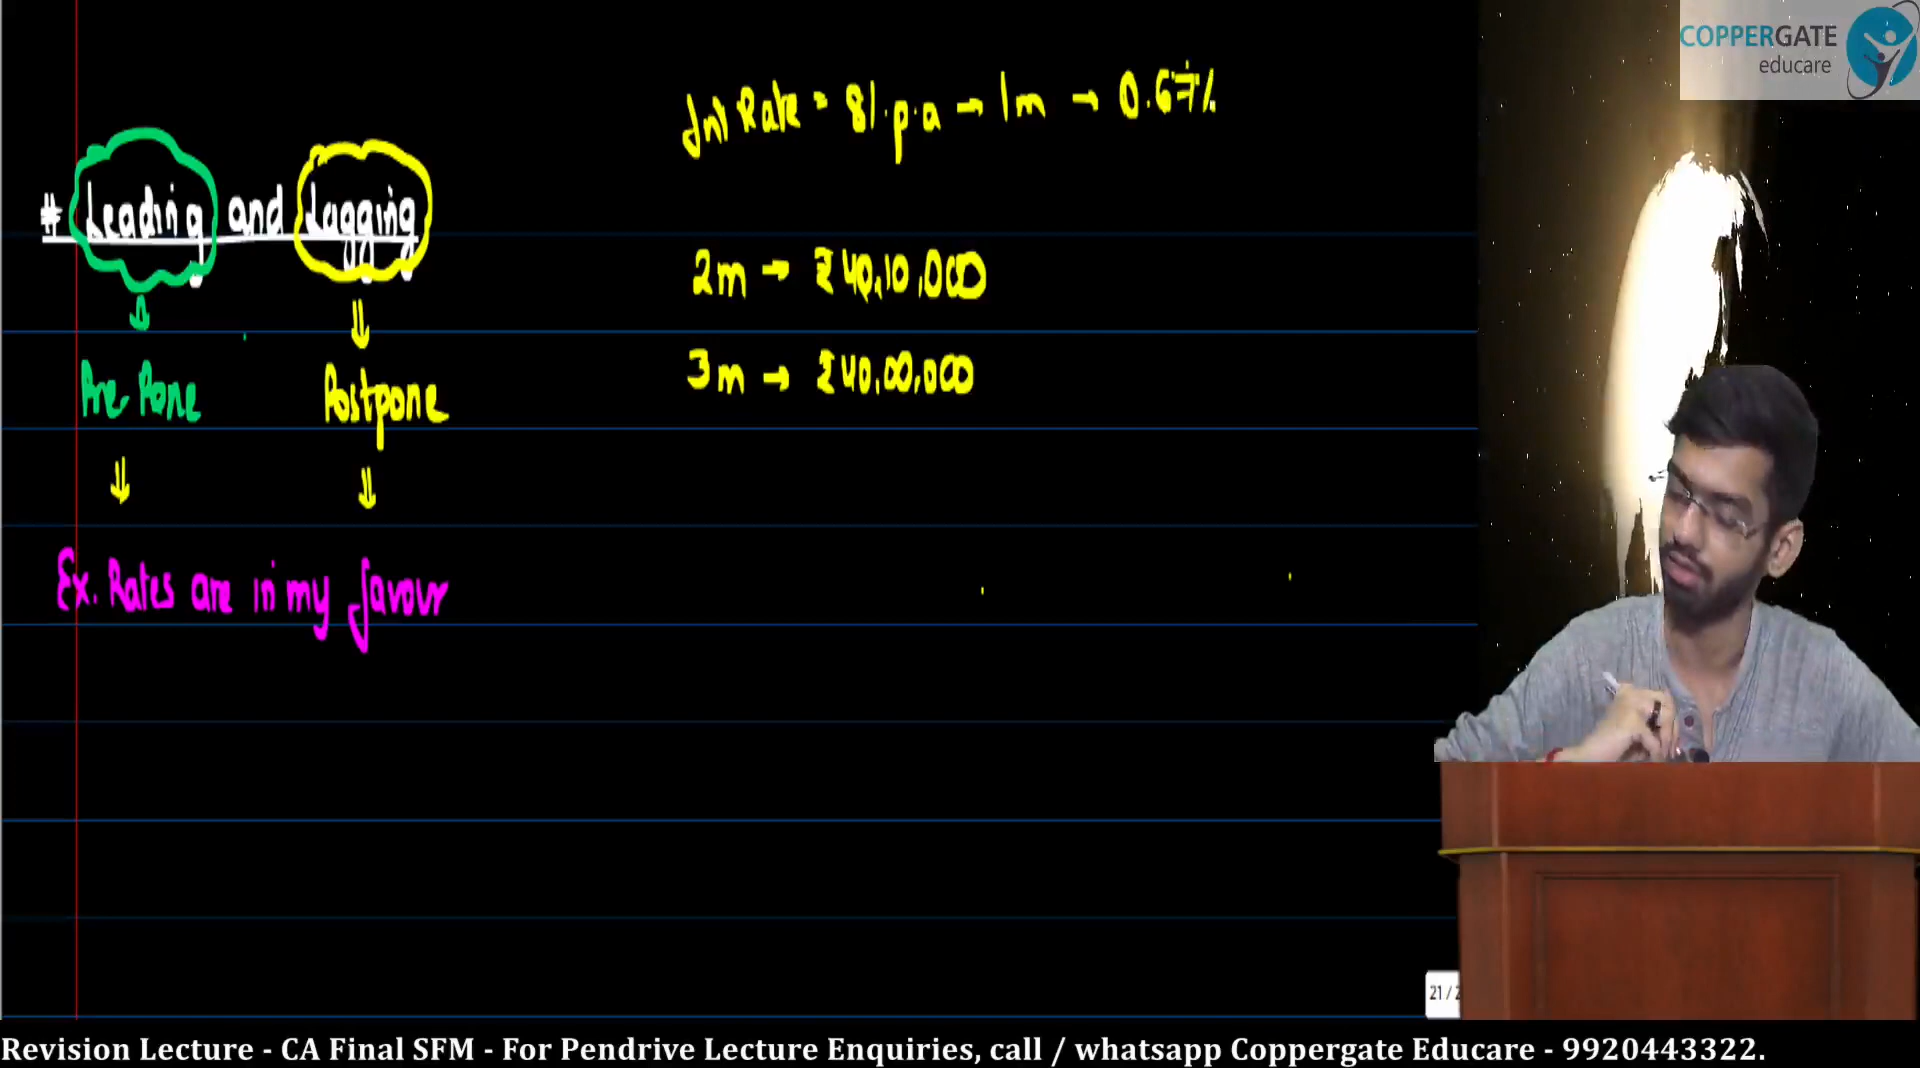 COPPERGATE
educare
Int Rate = 8%.p.a → 1m → 0.67%
# Leading and Lagging
⇓ ⇓
Pre Pone Postpone
⇓ ⇓
Ex. Rates are in my favour
2m → ₹40,10,000
3m → ₹40,00,000
21 / 2
Revision Lecture - CA Final SFM - For Pendrive Lecture Enquiries, call / whatsapp Coppergate Educare - 9920443322.